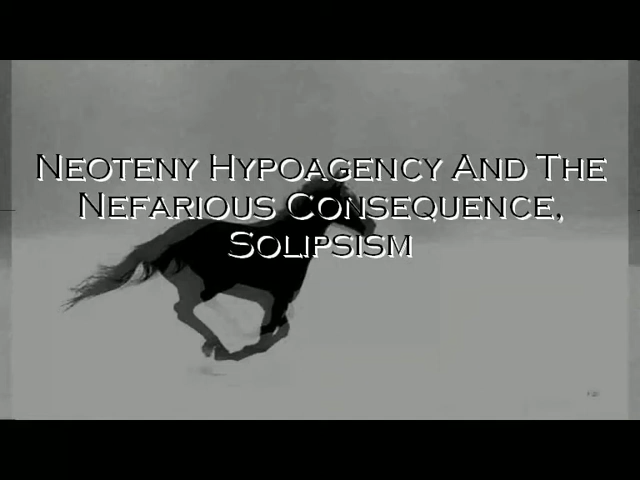 Neoteny Hypoagency And The
Nefarious Consequence,
Solipsism